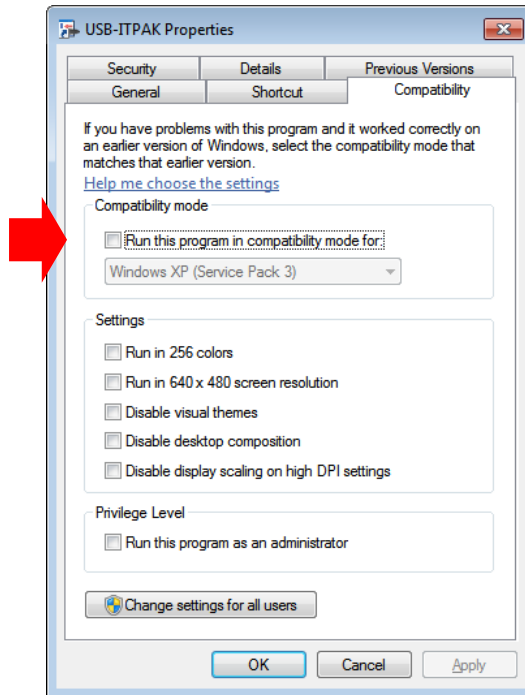 USB-ITPAK Properties
Security Details Previous Versions
General Shortcut Compatibility
If you have problems with this program and it worked correctly on
an earlier version of Windows, select the compatibility mode that
matches that earlier version.
Help me choose the settings
Compatibility mode
Run this program in compatibility mode for:
Windows XP (Service Pack 3)
Settings
Run in 256 colors
Run in 640 x 480 screen resolution
Disable visual themes
Disable desktop composition
Disable display scaling on high DPI settings
Privilege Level
Run this program as an administrator
Change settings for all users
OK Cancel Apply